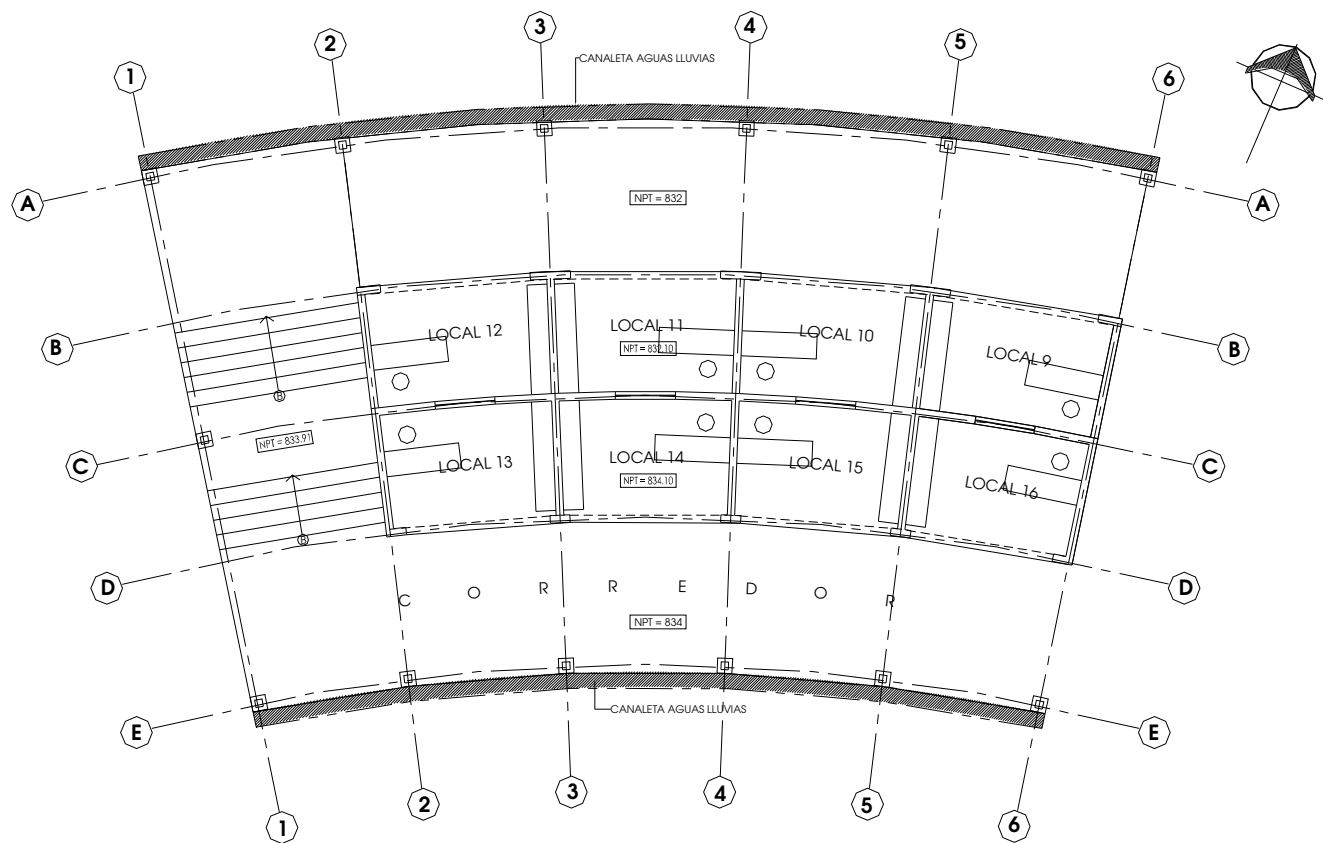 3
4
2
5
CANALETA AGUAS LLUVIAS
1
6
A
A
NPT = 832
LOCAL 12
LOCAL 11
LOCAL 10
B
NPT = 832.10
B
LOCAL 9
B
NPT = 833.91
C
C
LOCAL 13
LOCAL 14
LOCAL 15
NPT = 834.10
LOCAL 16
B
D
D
C O R R E D O R
NPT = 834
CANALETA AGUAS LLUVIAS
E
E
3
4
2
5
1
6